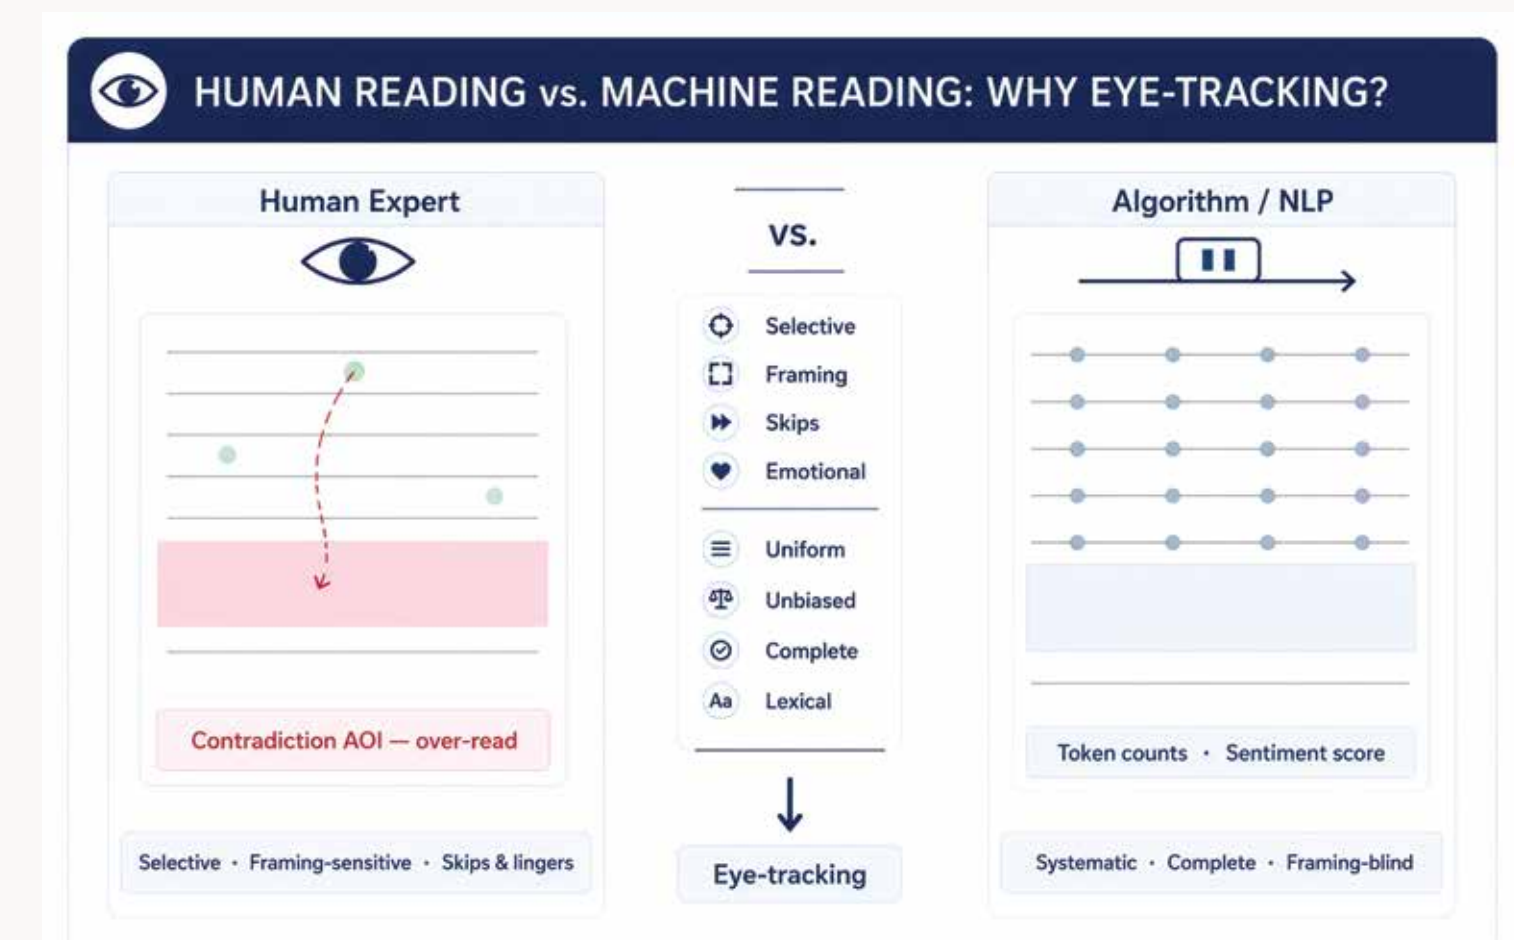 HUMAN READING vs. MACHINE READING: WHY EYE-TRACKING?
Human Expert
Contradiction AOI — over-read
Selective · Framing-sensitive · Skips & lingers
vs.
Selective
Framing
Skips
Emotional
Uniform
Unbiased
Complete
Aa Lexical
Eye-tracking
Algorithm / NLP
Token counts · Sentiment score
Systematic · Complete · Framing-blind